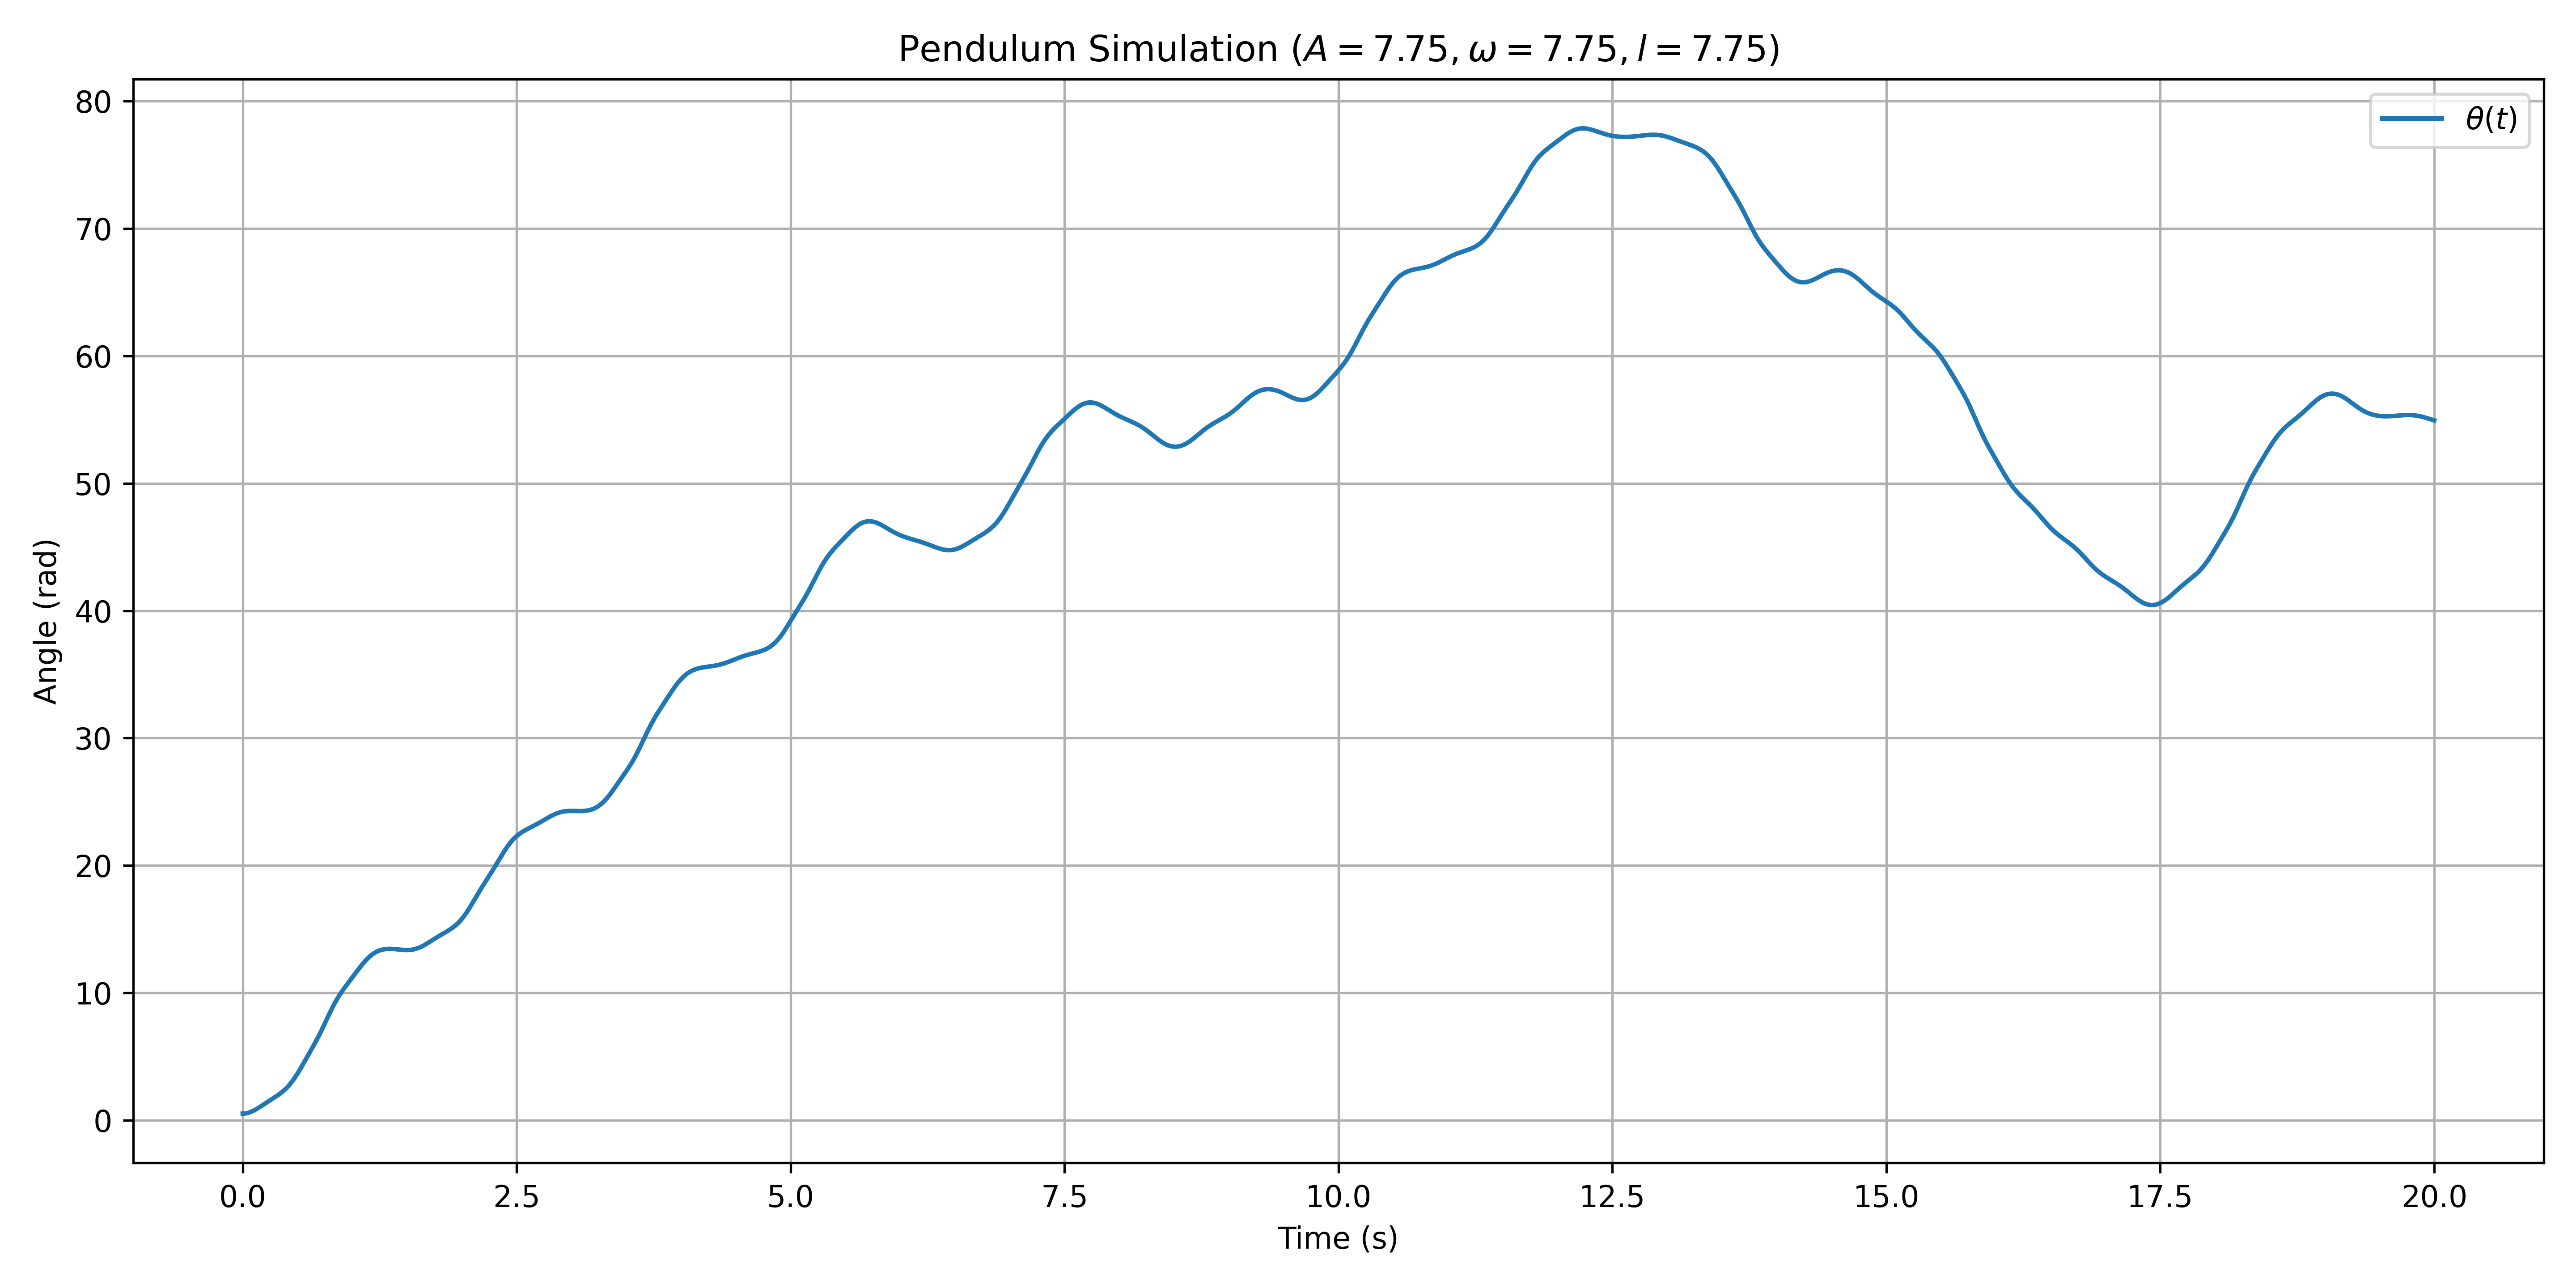 Pendulum Simulation (A = 7.75, ω = 7.75, l = 7.75)
θ(t)
Angle (rad)
80
70
60
50
40
30
20
10
0
0.0 2.5 5.0 7.5 10.0 12.5 15.0 17.5 20.0
Time (s)